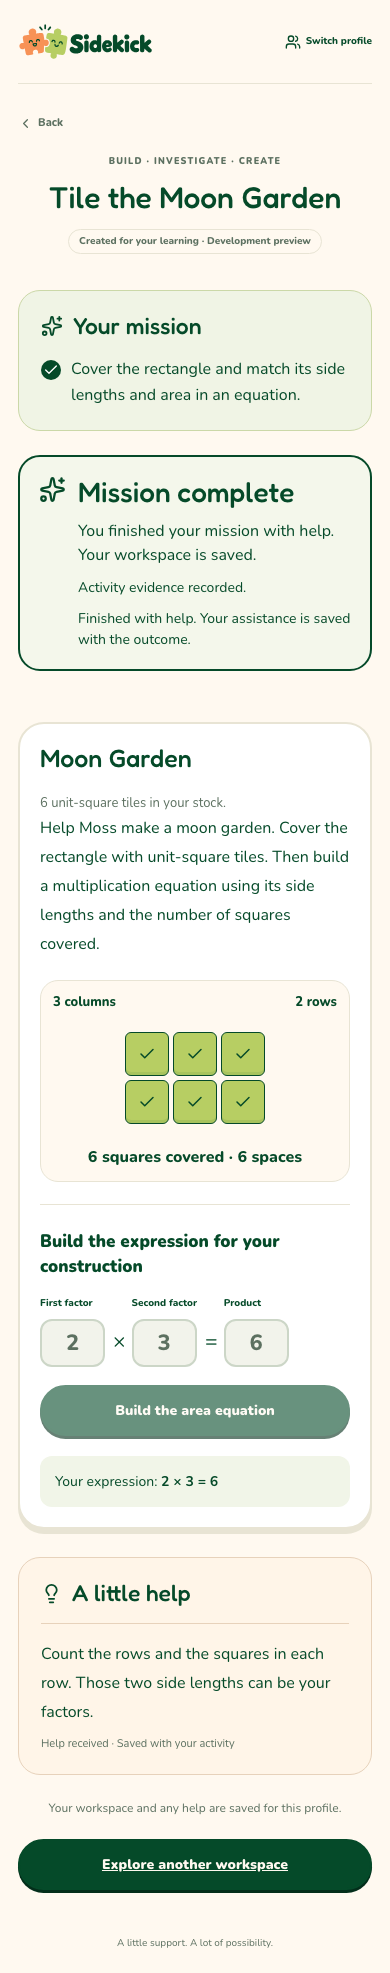 Sidekick
Switch profile
Back
BUILD · INVESTIGATE · CREATE
Tile the Moon Garden
Created for your learning · Development preview
Your mission
Cover the rectangle and match its side
lengths and area in an equation.
Mission complete
You finished your mission with help.
Your workspace is saved.
Activity evidence recorded.
Finished with help. Your assistance is saved
with the outcome.
Moon Garden
6 unit-square tiles in your stock.
Help Moss make a moon garden. Cover the
rectangle with unit-square tiles. Then build
a multiplication equation using its side
lengths and the number of squares
covered.
3 columns 2 rows
6 squares covered · 6 spaces
Build the expression for your
construction
First factor Second factor Product
2 × 3 = 6
Build the area equation
Your expression: 2 × 3 = 6
A little help
Count the rows and the squares in each
row. Those two side lengths can be your
factors.
Help received · Saved with your activity
Your workspace and any help are saved for this profile.
Explore another workspace
A little support. A lot of possibility.